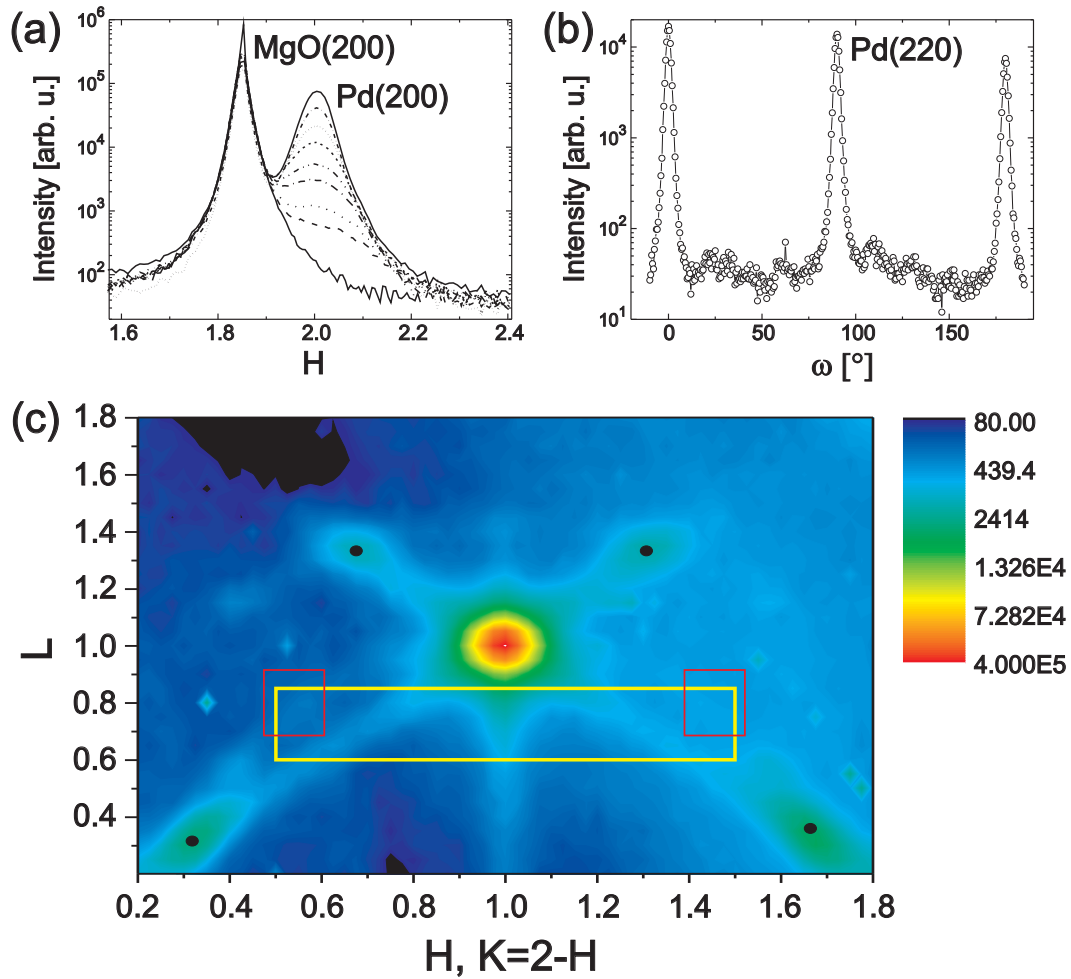 (a)
MgO(200)
Pd(200)
Intensity [arb. u.]
10^6
10^5
10^4
10^3
10^2
1.6 1.8 2.0 2.2 2.4
H
(b)
Pd(220)
Intensity [arb. u.]
10^4
10^3
10^2
10^1
0 50 100 150
ω [°]
(c)
L
1.8
1.6
1.4
1.2
1.0
0.8
0.6
0.4
0.2 0.4 0.6 0.8 1.0 1.2 1.4 1.6 1.8
H, K=2-H
80.00
439.4
2414
1.326E4
7.282E4
4.000E5